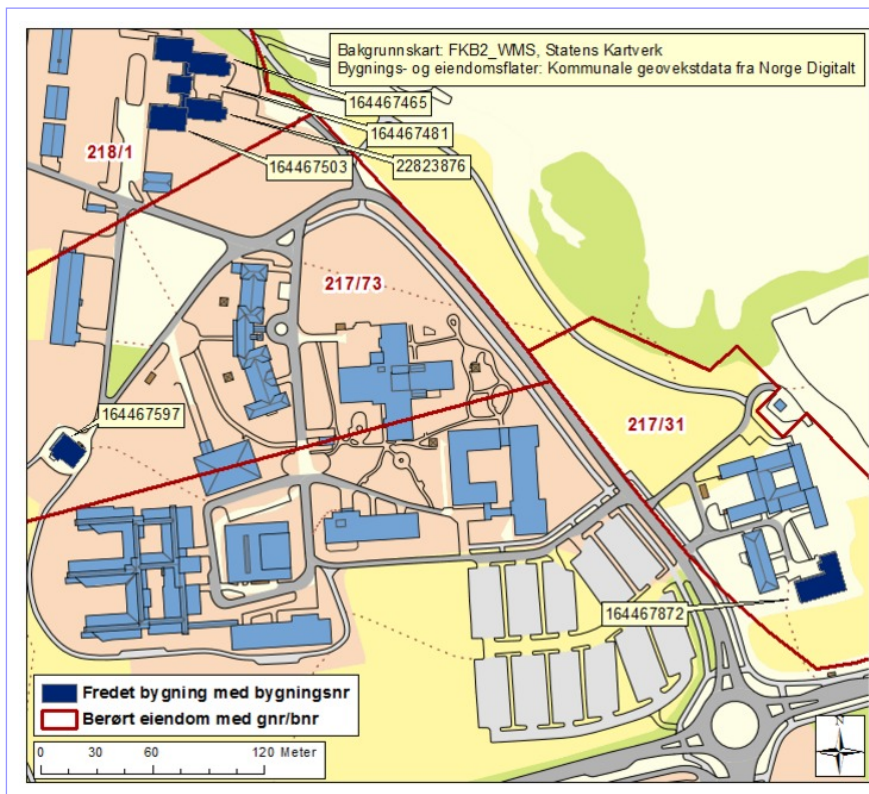 Bakgrunnskart: FKB2_WMS, Statens Kartverk
Bygnings- og eiendomsflater: Kommunale geovekstdata fra Norge Digitalt
164467465
164467481
218/1
164467503
22823876
217/73
164467597
217/31
164467872
Fredet bygning med bygningsnr
Berørt eiendom med gnr/bnr
0 30 60 120 Meter
N